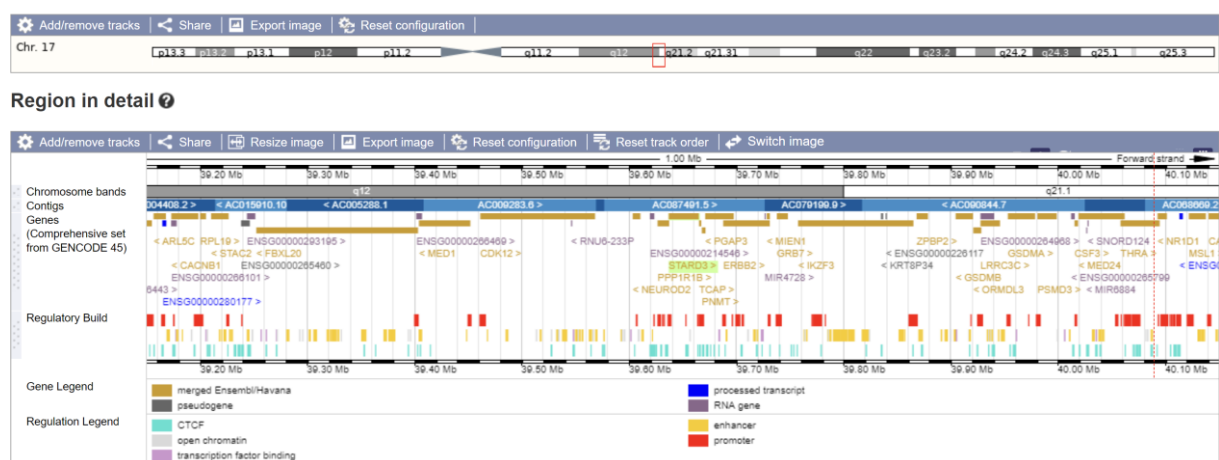 Add/remove tracks Share Export image Reset configuration
Chr. 17 p13.3 p13.2 p13.1 p12 p11.2 q11.2 q12 q21.2 q21.31 q22 q23.2 q24.2 q24.3 q25.1 q25.3
Region in detail ?
Add/remove tracks Share Resize image Export image Reset configuration Reset track order Switch image
1.00 Mb Forward strand
39.20 Mb 39.30 Mb 39.40 Mb 39.50 Mb 39.60 Mb 39.70 Mb 39.80 Mb 39.90 Mb 40.00 Mb 40.10 Mb
Chromosome bands q12 q21.1
Contigs 004408.2 > < AC015910.10 < AC005288.1 AC009283.6 > AC087491.5 > AC079199.9 > < AC090844.7 AC068669.2
Genes
(Comprehensive set
from GENCODE 45)
< ARL5C RPL19 > ENSG00000293195 > ENSG00000266469 > < RNU6-233P < PGAP3 < MIEN1 ZPBP2 > ENSG00000264968 > < SNORD124 > < NR1D1 CA
< STAC2 < FBXL20 < MED1 CDK12 > ENSG00000214546 > GRB7 > < ENSG00000226117 GSDMA > CSF3 > THRA > MSL1
< CACNB1 ENSG00000265460 > STARD3 > ERBB2 > < IKZF3 < KRT8P34 LRRC3C > < MED24 < ENSG0
ENSG00000266101 > PPP1R1B > MIR4728 > < GSDMB < ENSG00000265799
6443 > < NEUROD2 TCAP > < ORMDL3 PSMD3 > < MIR6884
ENSG00000280177 > PNMT >
Regulatory Build
39.20 Mb 39.30 Mb 39.40 Mb 39.50 Mb 39.60 Mb 39.70 Mb 39.80 Mb 39.90 Mb 40.00 Mb 40.10 Mb
Gene Legend merged Ensembl/Havana processed transcript
pseudogene RNA gene
Regulation Legend CTCF enhancer
open chromatin promoter
transcription factor binding